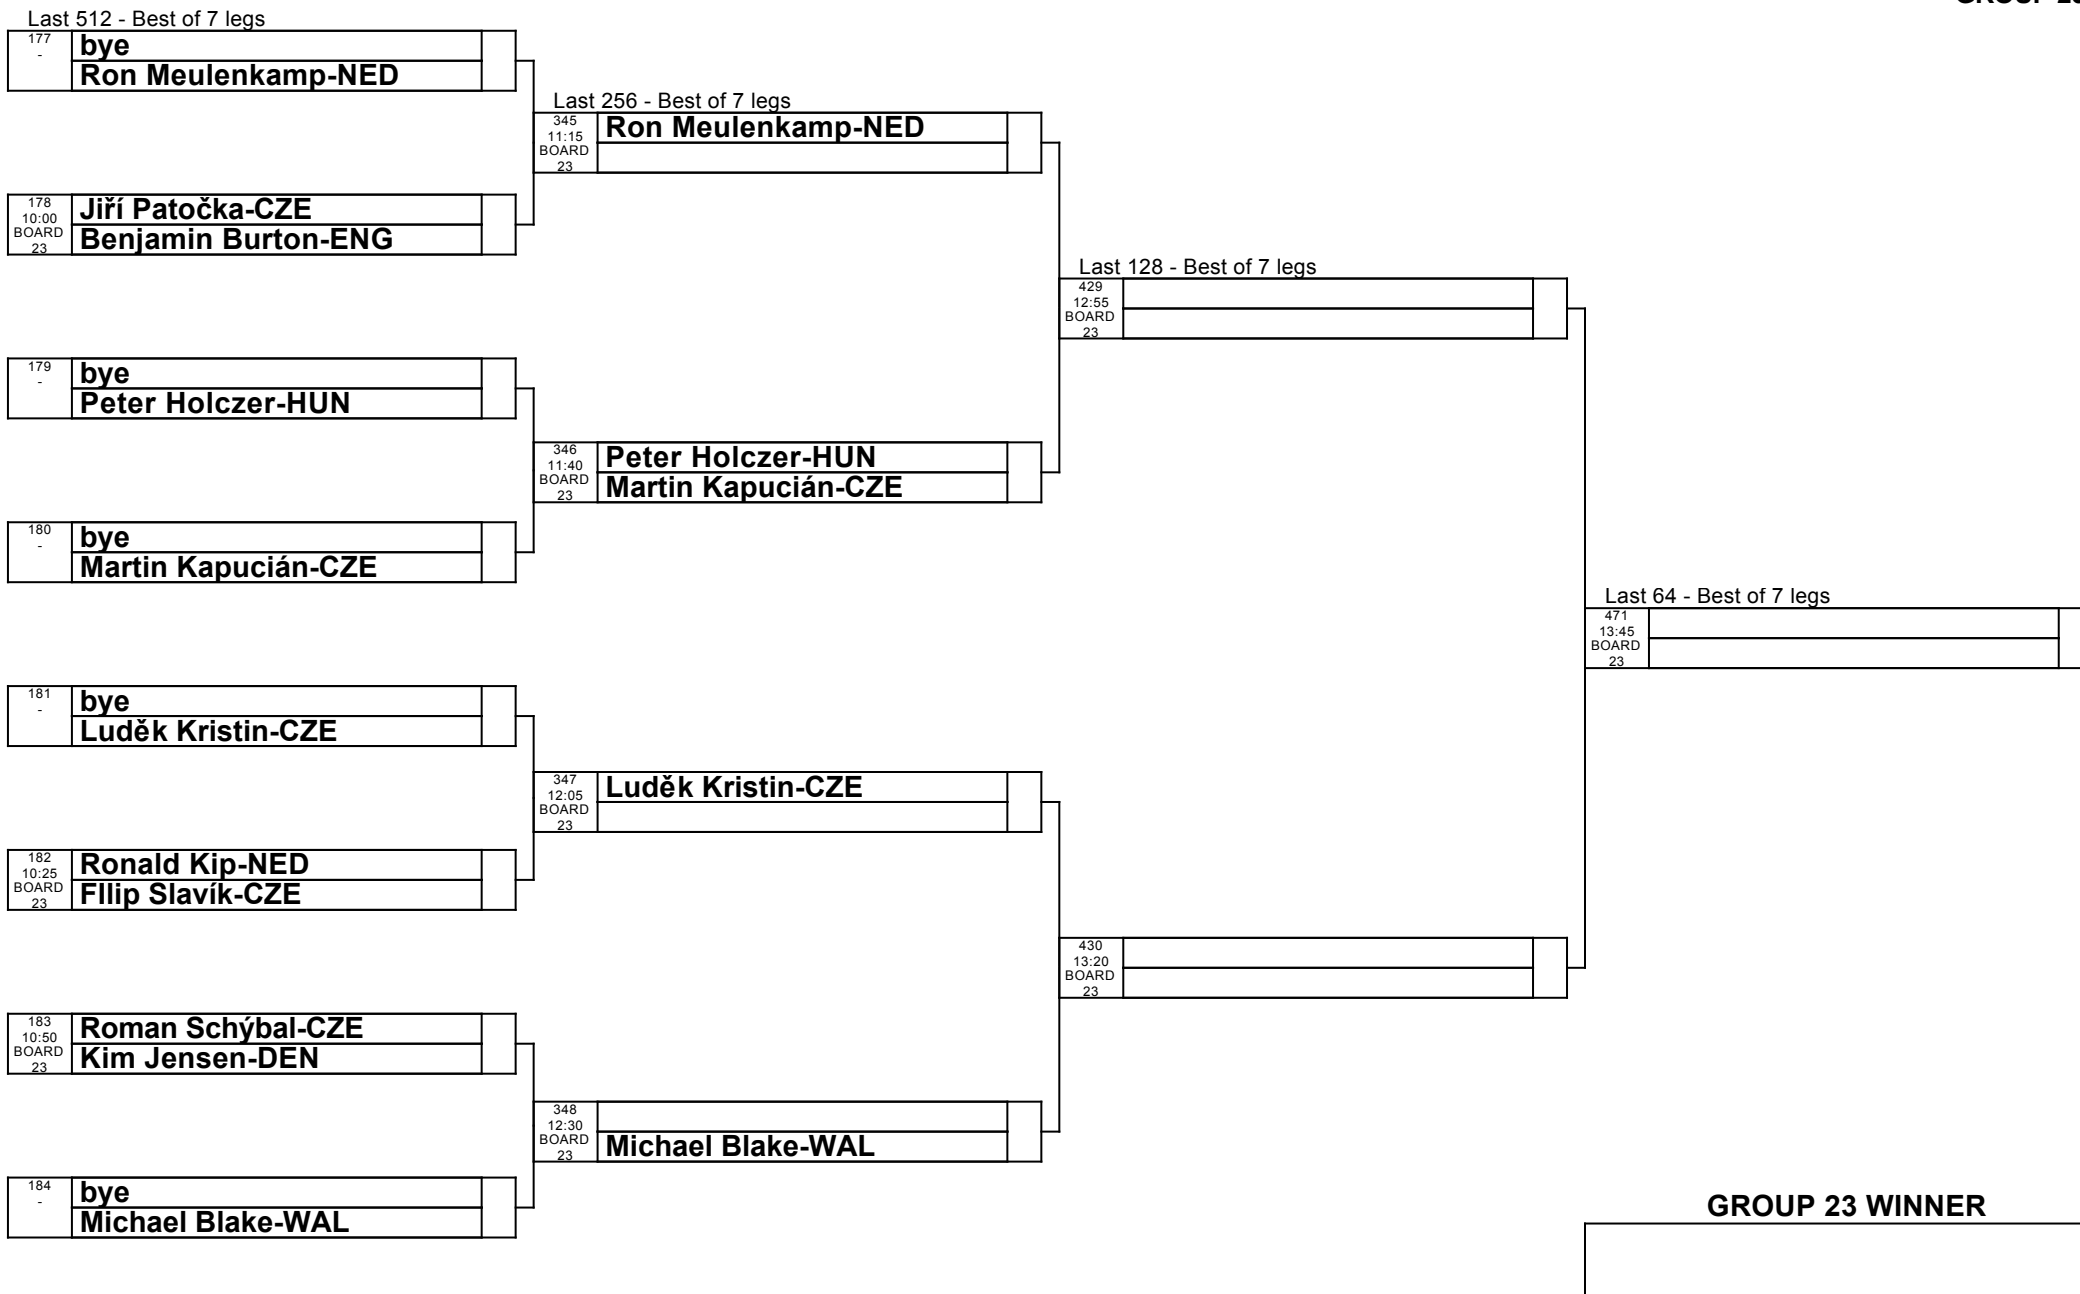 Last 512 - Best of 7 legs
177
-
bye
Ron Meulenkamp-NED
178
10:00
BOARD
23
Jiří Patočka-CZE
Benjamin Burton-ENG
179
-
bye
Peter Holczer-HUN
180
-
bye
Martin Kapucián-CZE
181
-
bye
Luděk Kristin-CZE
182
10:25
BOARD
23
Ronald Kip-NED
FIlip Slavík-CZE
183
10:50
BOARD
23
Roman Schýbal-CZE
Kim Jensen-DEN
184
-
bye
Michael Blake-WAL
Last 256 - Best of 7 legs
345
11:15
BOARD
23
Ron Meulenkamp-NED
346
11:40
BOARD
23
Peter Holczer-HUN
Martin Kapucián-CZE
347
12:05
BOARD
23
Luděk Kristin-CZE
348
12:30
BOARD
23
Michael Blake-WAL
Last 128 - Best of 7 legs
429
12:55
BOARD
23
430
13:20
BOARD
23
Last 64 - Best of 7 legs
471
13:45
BOARD
23
GROUP 23 WINNER